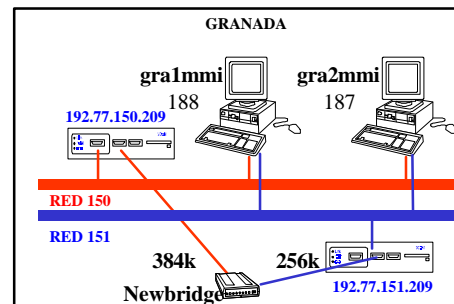 GRANADA
gra1mmi
188
gra2mmi
187
192.77.150.209
RED 150
RED 151
384k
256k
Newbridge
192.77.151.209